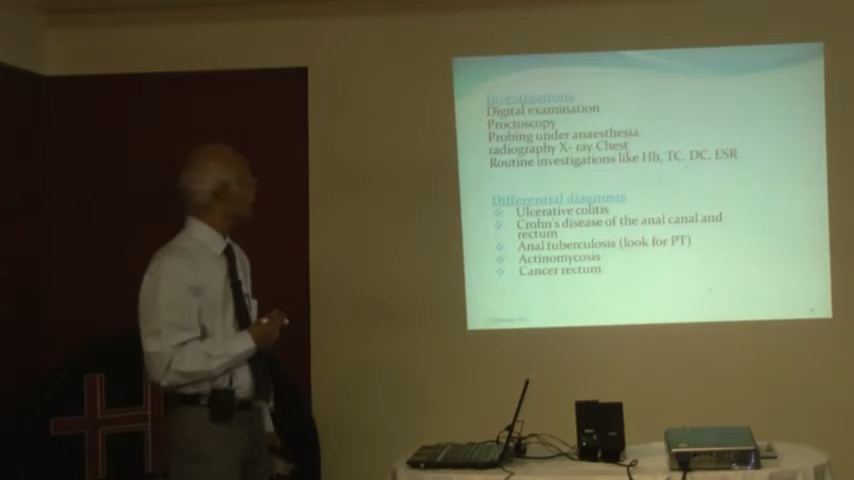 Investigations
Digital examination
Proctoscopy
Probing under anaesthesia
radiography X- ray Chest
Routine investigations like Hb, TC, DC, ESR
Differential diagnosis
Ulcerative colitis
Crohn's disease of the anal canal and
rectum
Anal tuberculosis (look for PT)
Actinomycosis
Cancer rectum
H